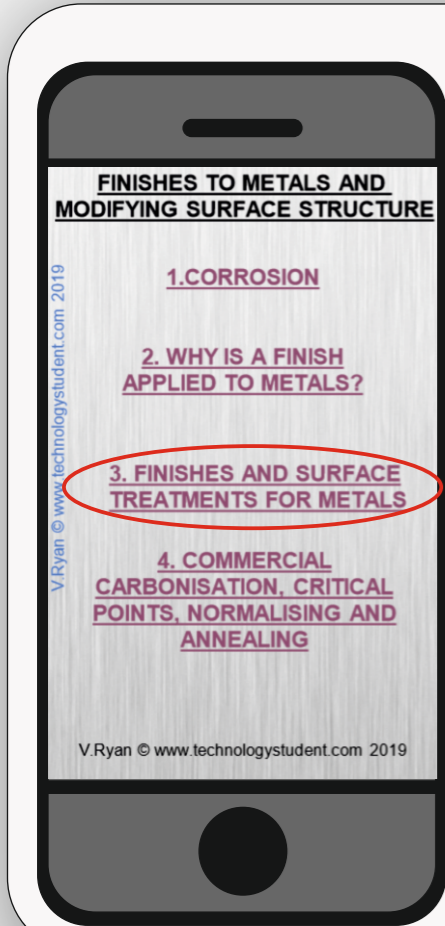 FINISHES TO METALS AND
MODIFYING SURFACE STRUCTURE
1.CORROSION
2. WHY IS A FINISH
APPLIED TO METALS?
3. FINISHES AND SURFACE
TREATMENTS FOR METALS
4. COMMERCIAL
CARBONISATION, CRITICAL
POINTS, NORMALISING AND
ANNEALING
V.Ryan © www.technologystudent.com 2019
V.Ryan © www.technologystudent.com 2019